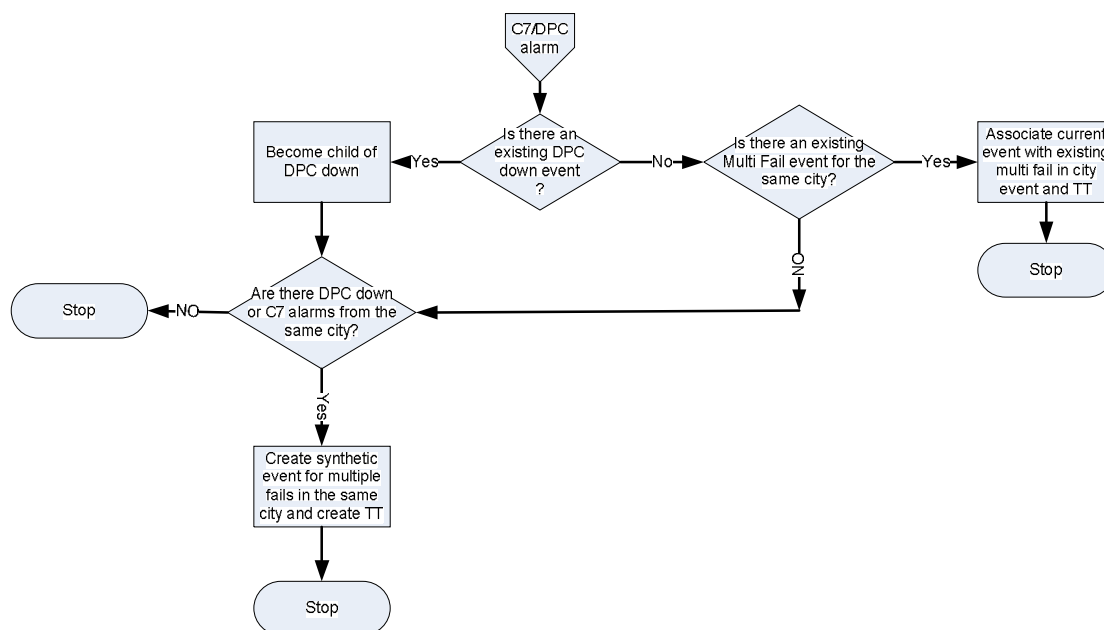 C7/DPC
alarm
Is there an
existing DPC
down event
?
Yes
Become child of
DPC down
No
Is there an existing
Multi Fail event for the
same city?
Yes
Associate current
event with existing
multi fail in city
event and TT
Stop
NO
Are there DPC down
or C7 alarms from the
same city?
NO
Stop
Yes
Create synthetic
event for multiple
fails in the same
city and create TT
Stop